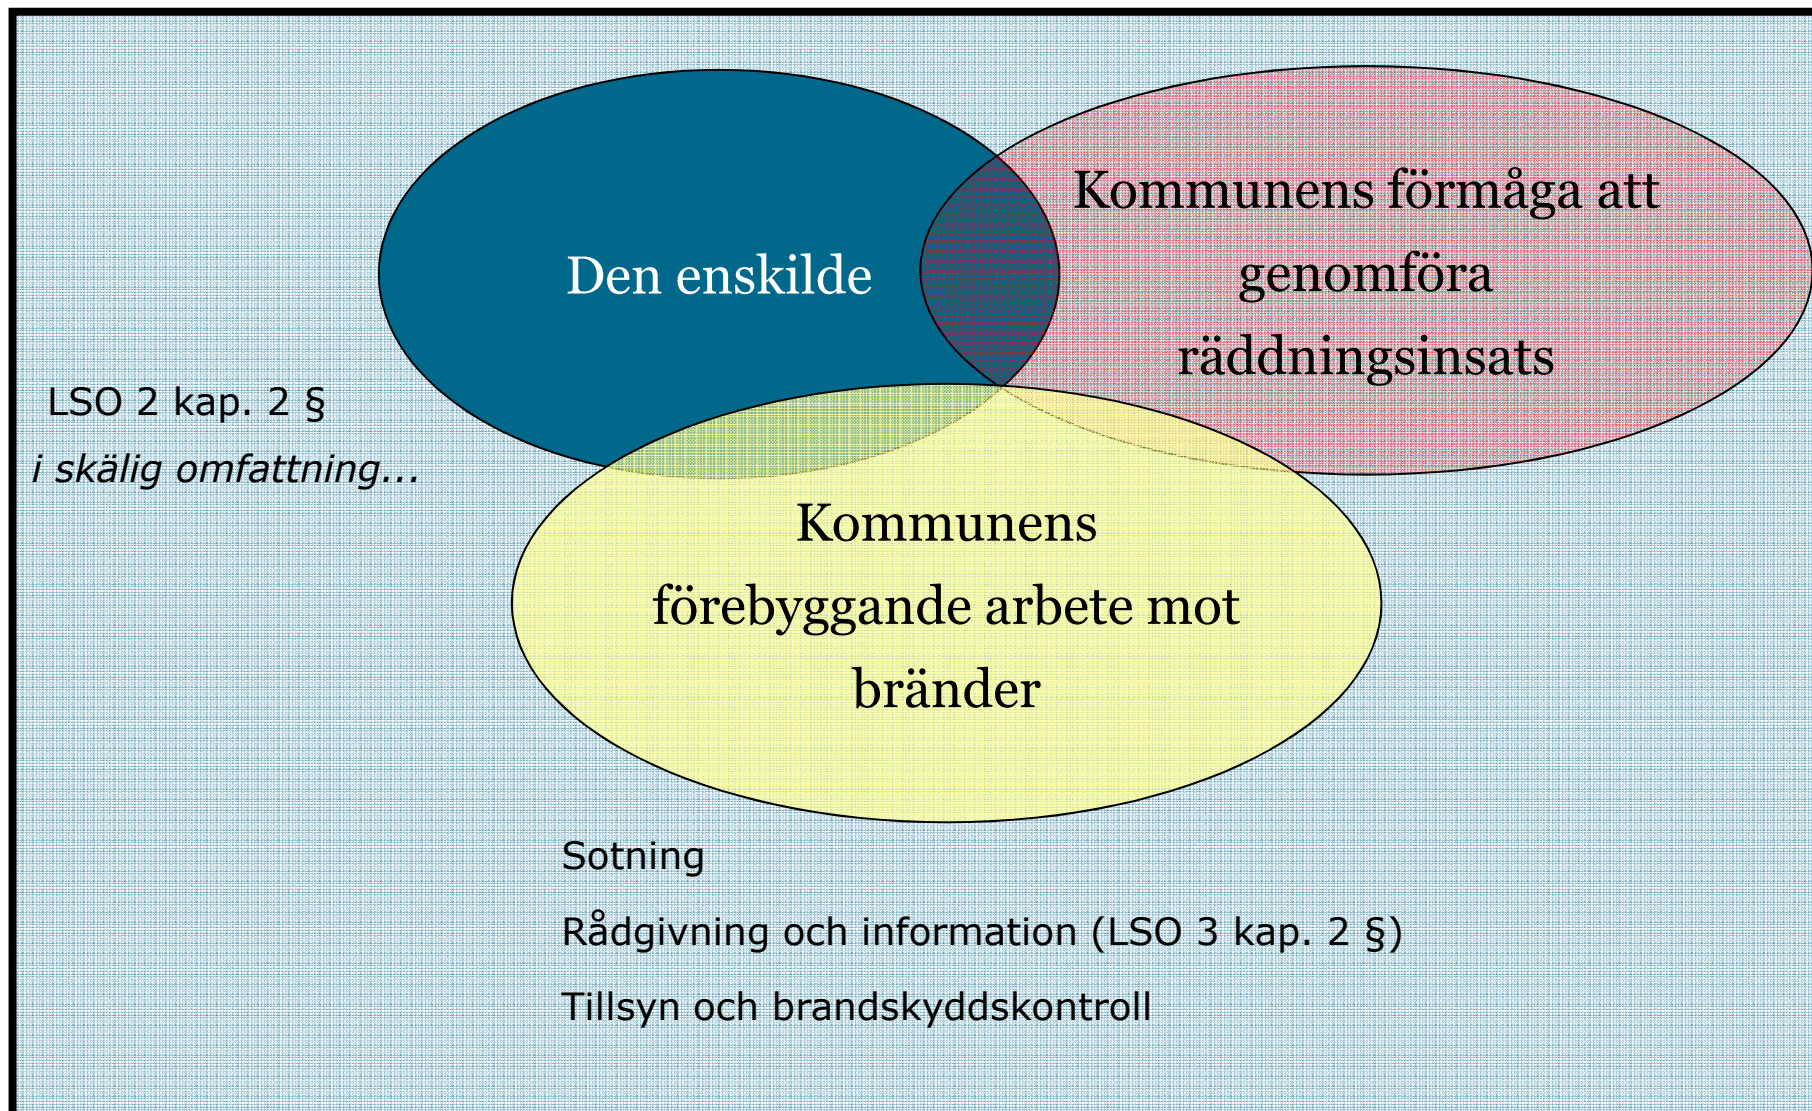 Den enskilde
Kommunens förmåga att
genomföra
räddningsinsats
LSO 2 kap. 2 §
i skälig omfattning...
Kommunens
förebyggande arbete mot
bränder
Sotning
Rådgivning och information (LSO 3 kap. 2 §)
Tillsyn och brandskyddskontroll